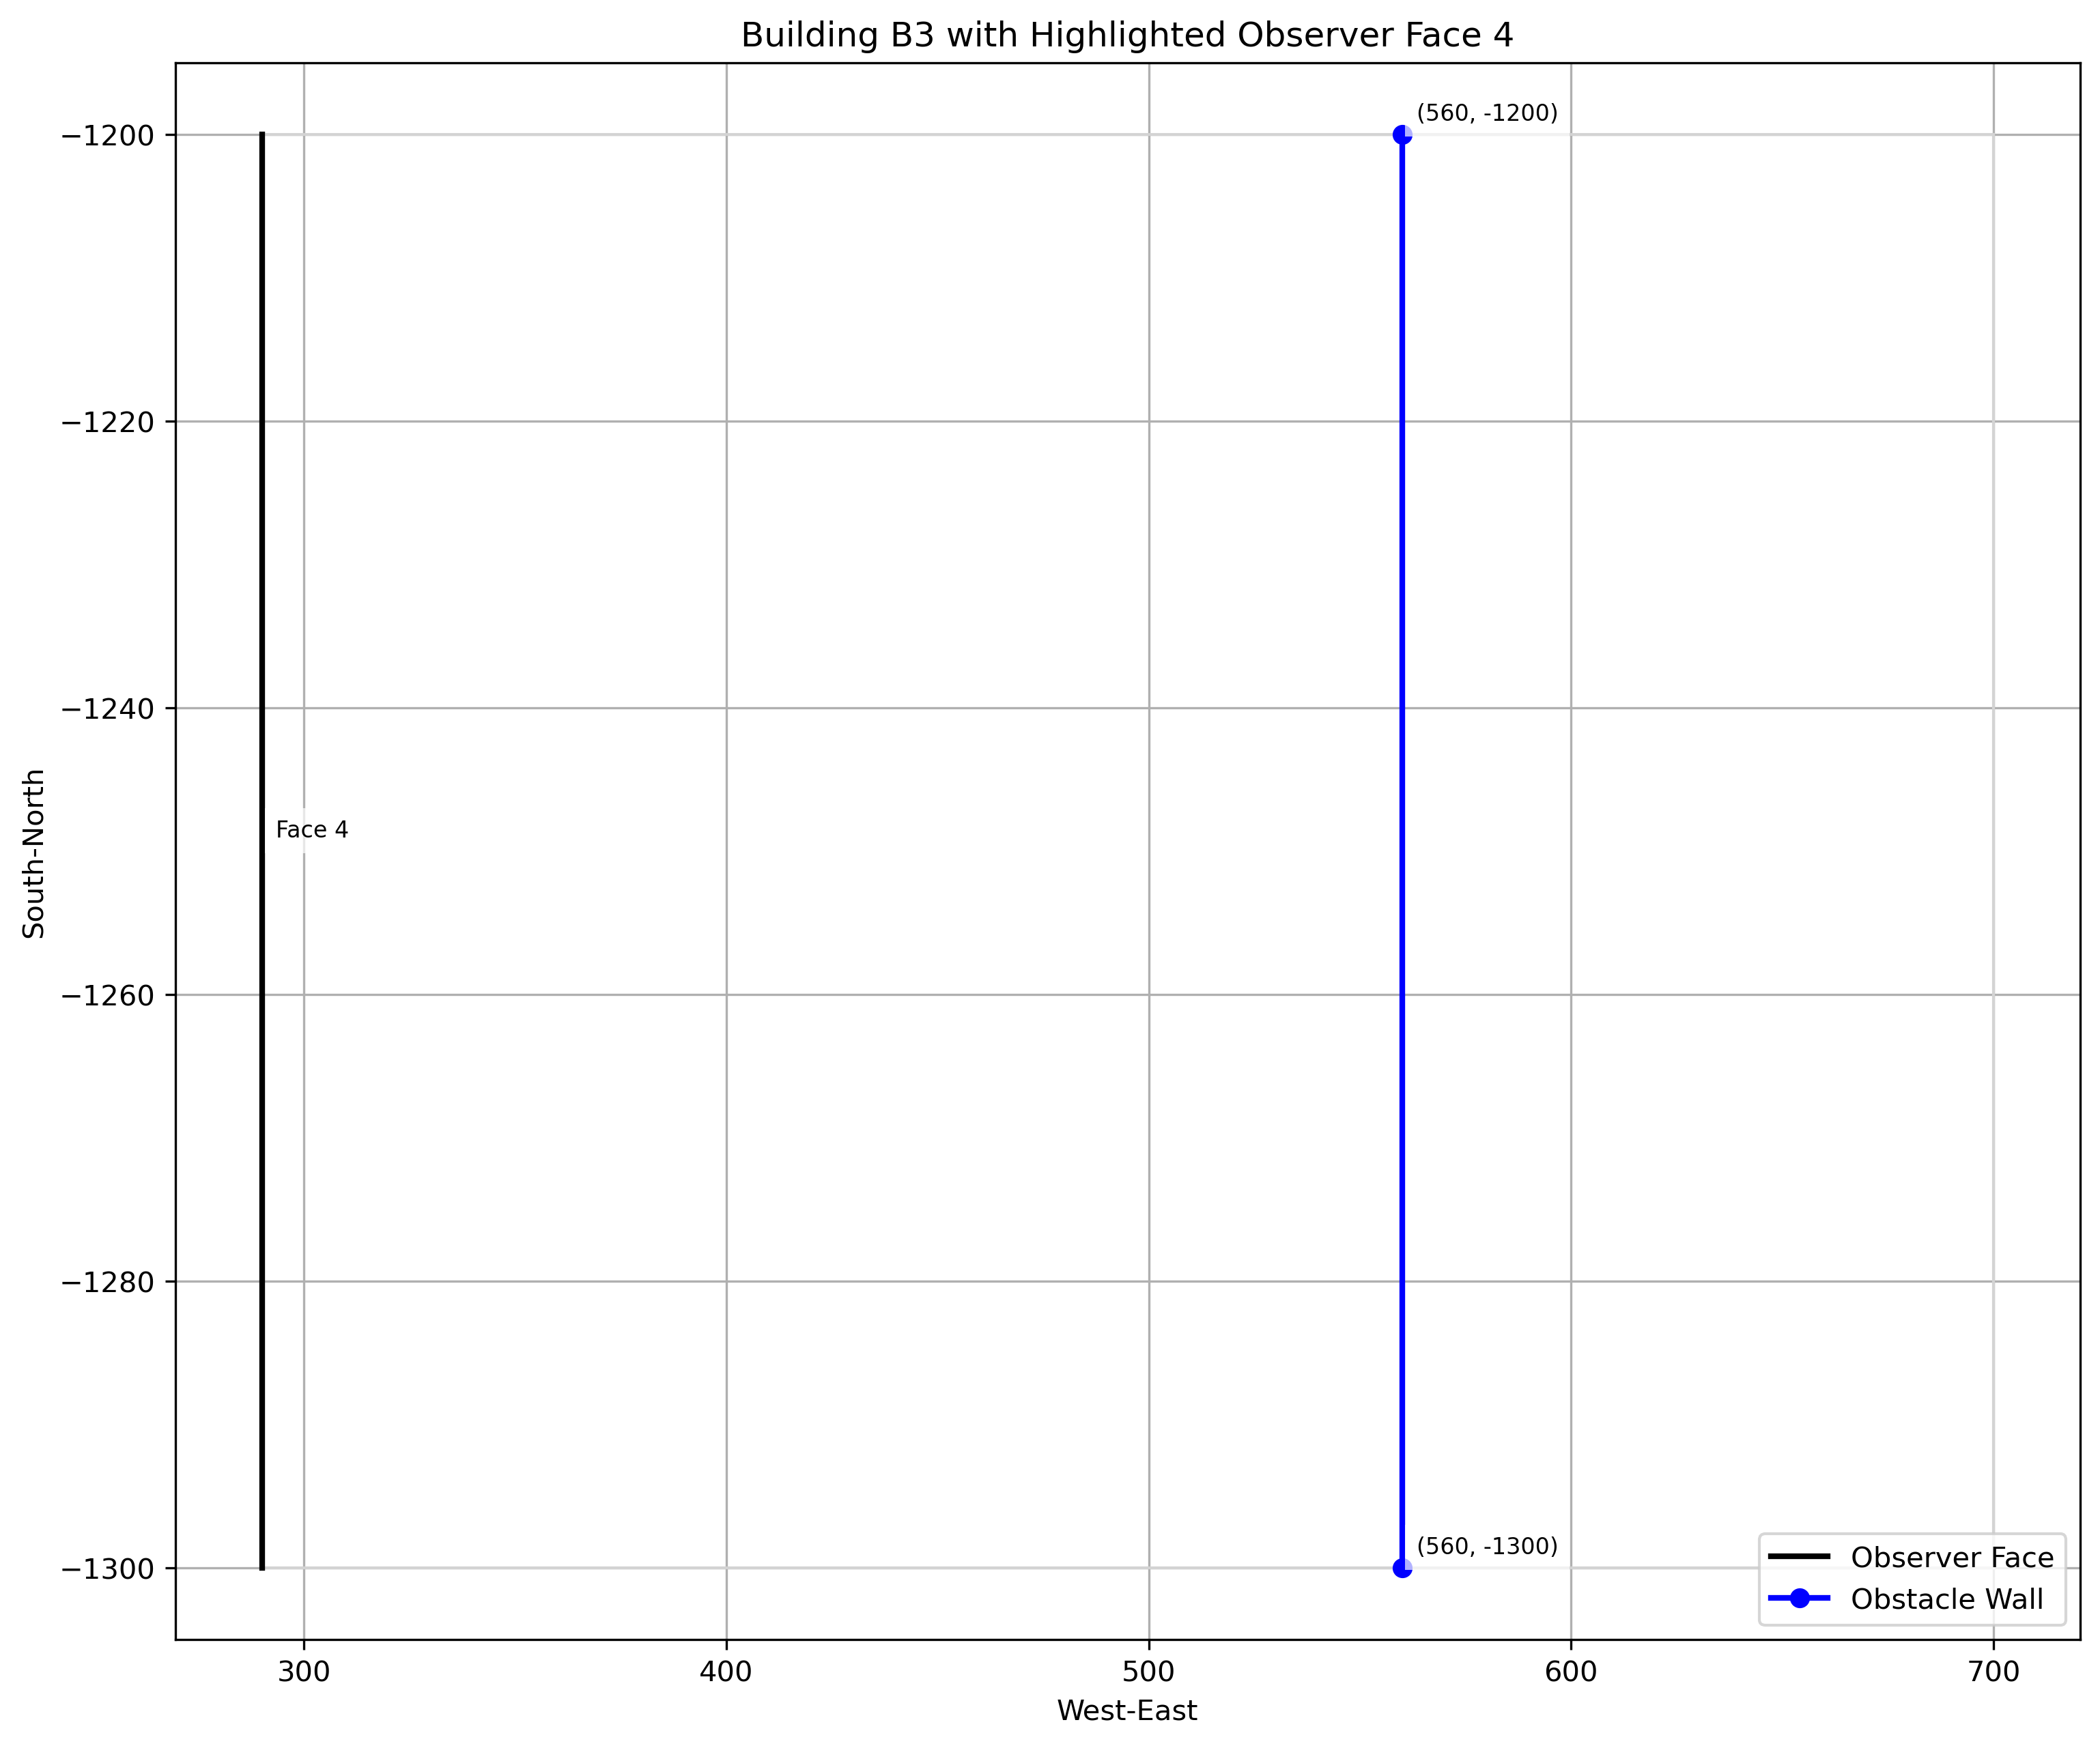 Building B3 with Highlighted Observer Face 4
(560, -1200)
−1200
−1220
−1240
Face 4
South-North
−1260
−1280
(560, -1300)
−1300
Observer Face
Obstacle Wall
300
400
500
600
700
West-East